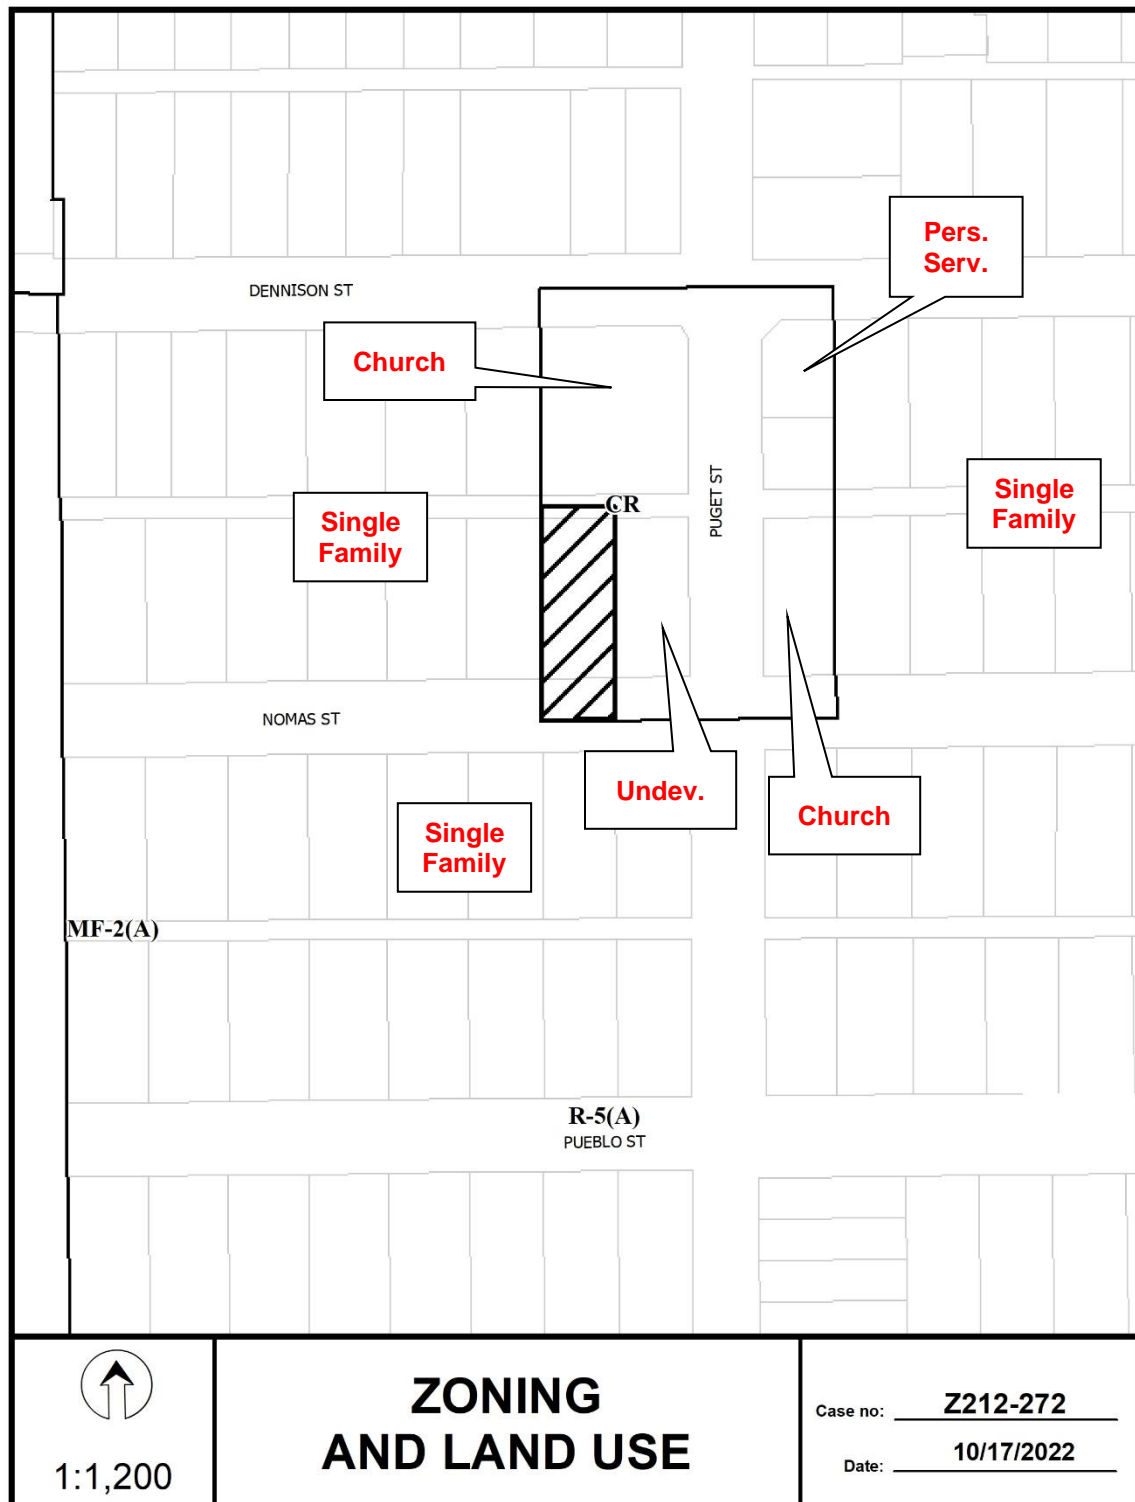 Pers.
Serv.
DENNISON ST
Church
Single
Family
CR
PUGET ST
Single
Family
NOMAS ST
Undev.
Church
Single
Family
MF-2(A)
R-5(A)
PUEBLO ST
1:1,200
ZONING
AND LAND USE
Case no: Z212-272
Date: 10/17/2022